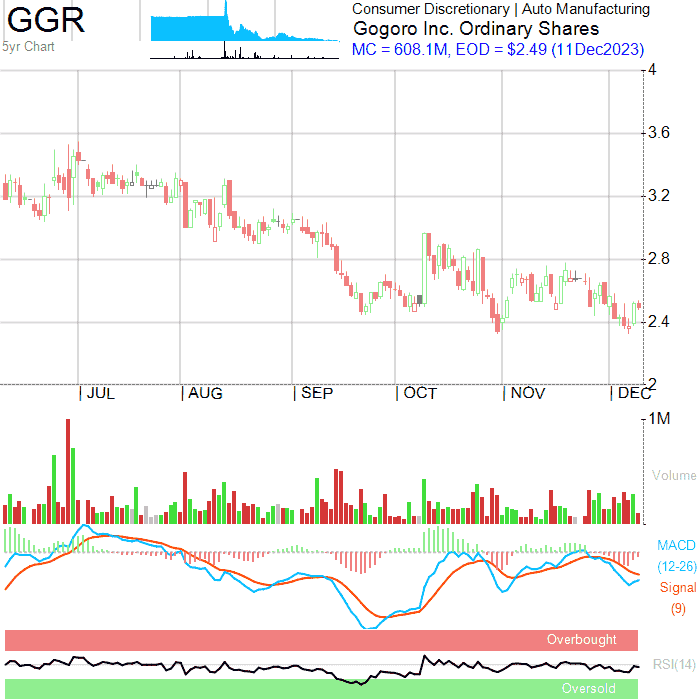 GGR
5yr Chart
Consumer Discretionary | Auto Manufacturing
Gogoro Inc. Ordinary Shares
MC = 608.1M, EOD = $2.49 (11Dec2023)
4
3.6
3.2
2.8
2.4
2
| JUL | AUG | SEP | OCT | NOV | DEC
1M
Volume
MACD
(12-26)
Signal
(9)
Overbought
RSI(14)
Oversold